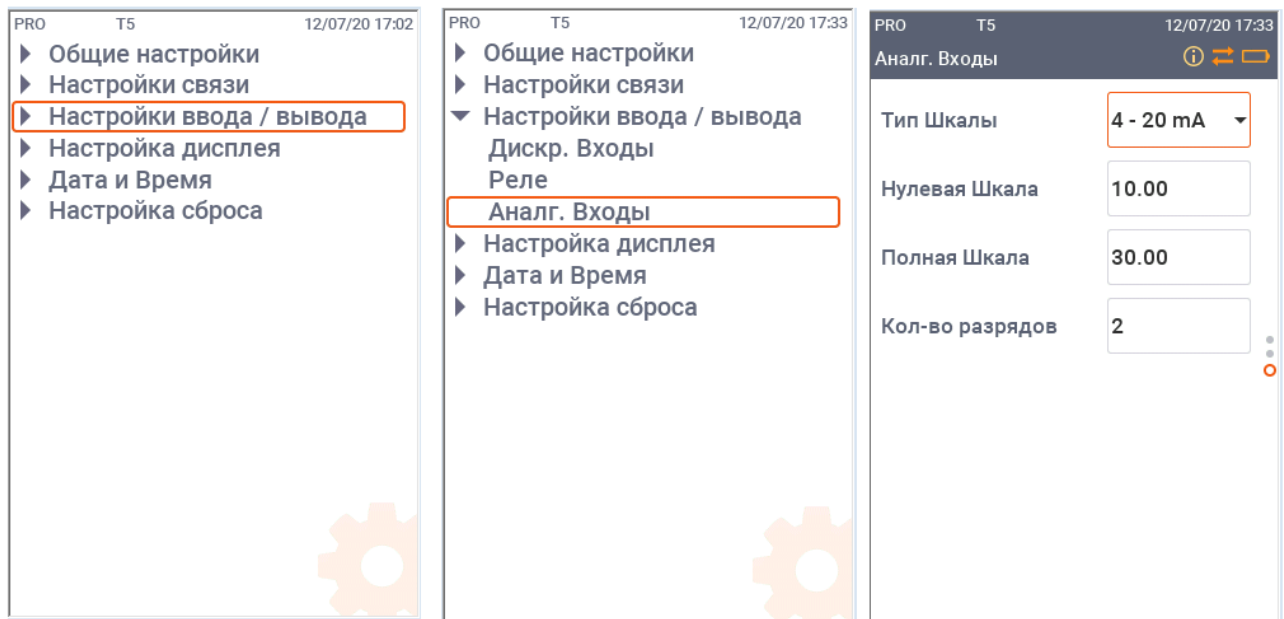 PRO T5 12/07/20 17:02
Общие настройки
Настройки связи
Настройки ввода / вывода
Настройка дисплея
Дата и Время
Настройка сброса
PRO T5 12/07/20 17:33
Общие настройки
Настройки связи
Настройки ввода / вывода
Дискр. Входы
Реле
Аналг. Входы
Настройка дисплея
Дата и Время
Настройка сброса
PRO T5 12/07/20 17:33
Аналг. Входы
Тип Шкалы 4 - 20 mA
Нулевая Шкала 10.00
Полная Шкала 30.00
Кол-во разрядов 2